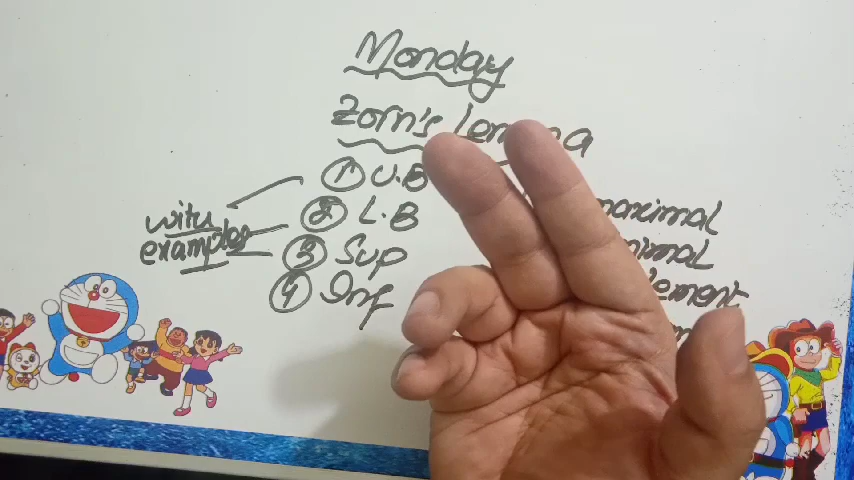 Monday
Zorn's Lemma
① U.B
② L.B
③ Sup
④ Inf
with
examples
maximal